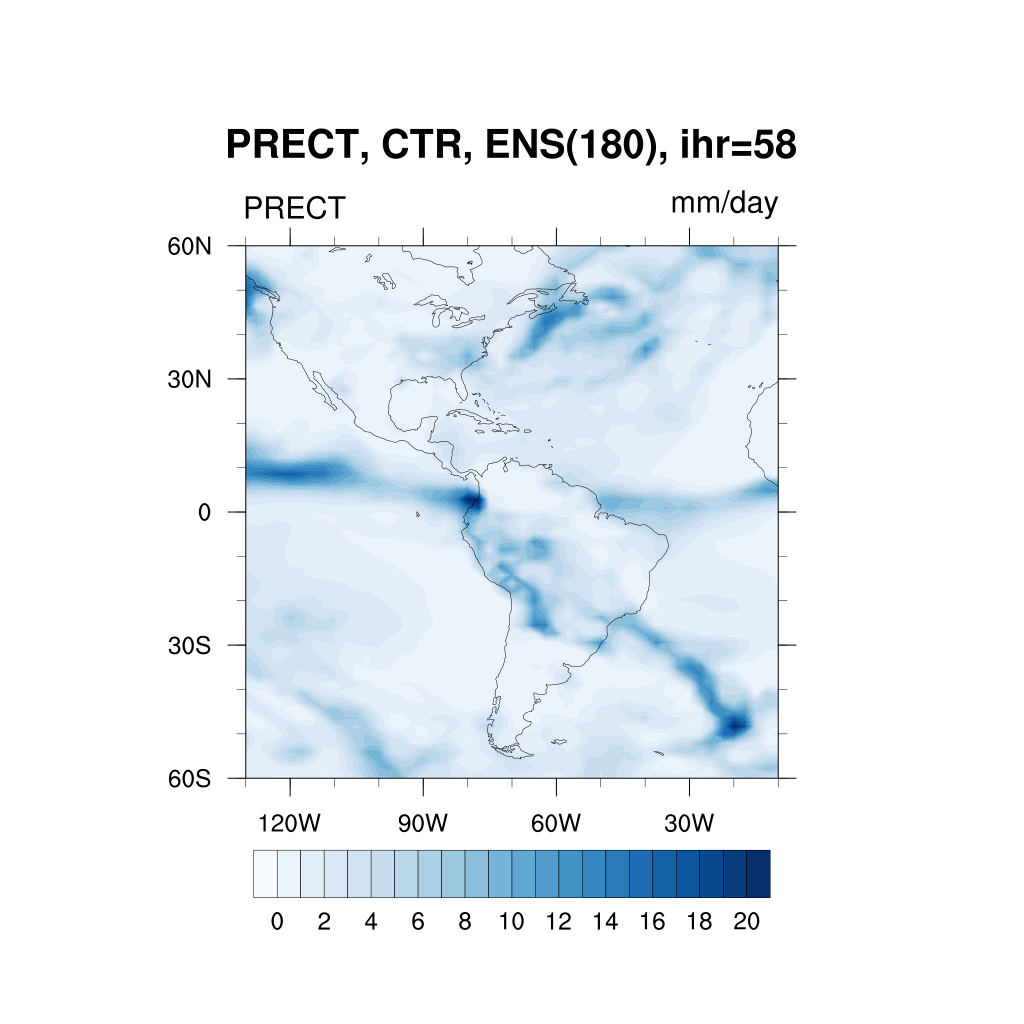 PRECT, CTR, ENS(180), ihr=58
PRECT mm/day
60N
30N
0
30S
60S
120W 90W 60W 30W
0 2 4 6 8 10 12 14 16 18 20